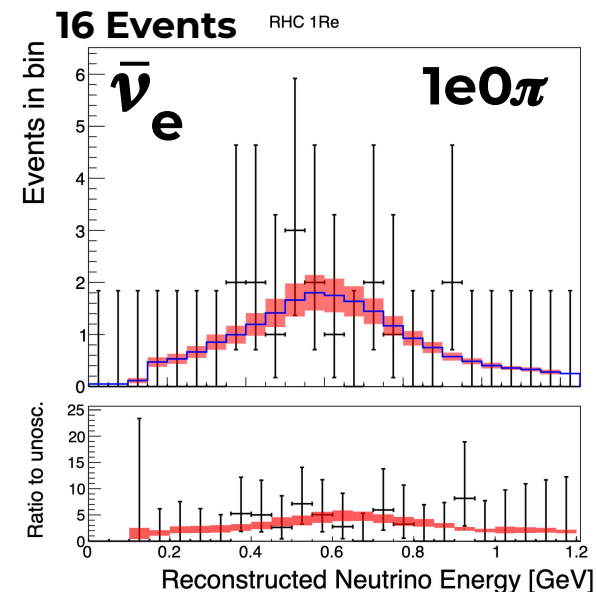 16 Events RHC 1Re
Events in bin
ν̄e
1e0π
6
5
4
3
2
1
0
Ratio to unosc.
25
20
15
10
5
0
0 0.2 0.4 0.6 0.8 1 1.2
Reconstructed Neutrino Energy [GeV]